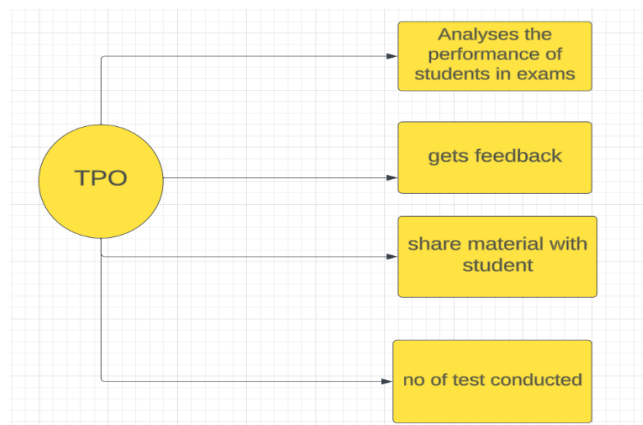 Analyses the
performance of
students in exams
TPO
gets feedback
share material with
student
no of test conducted